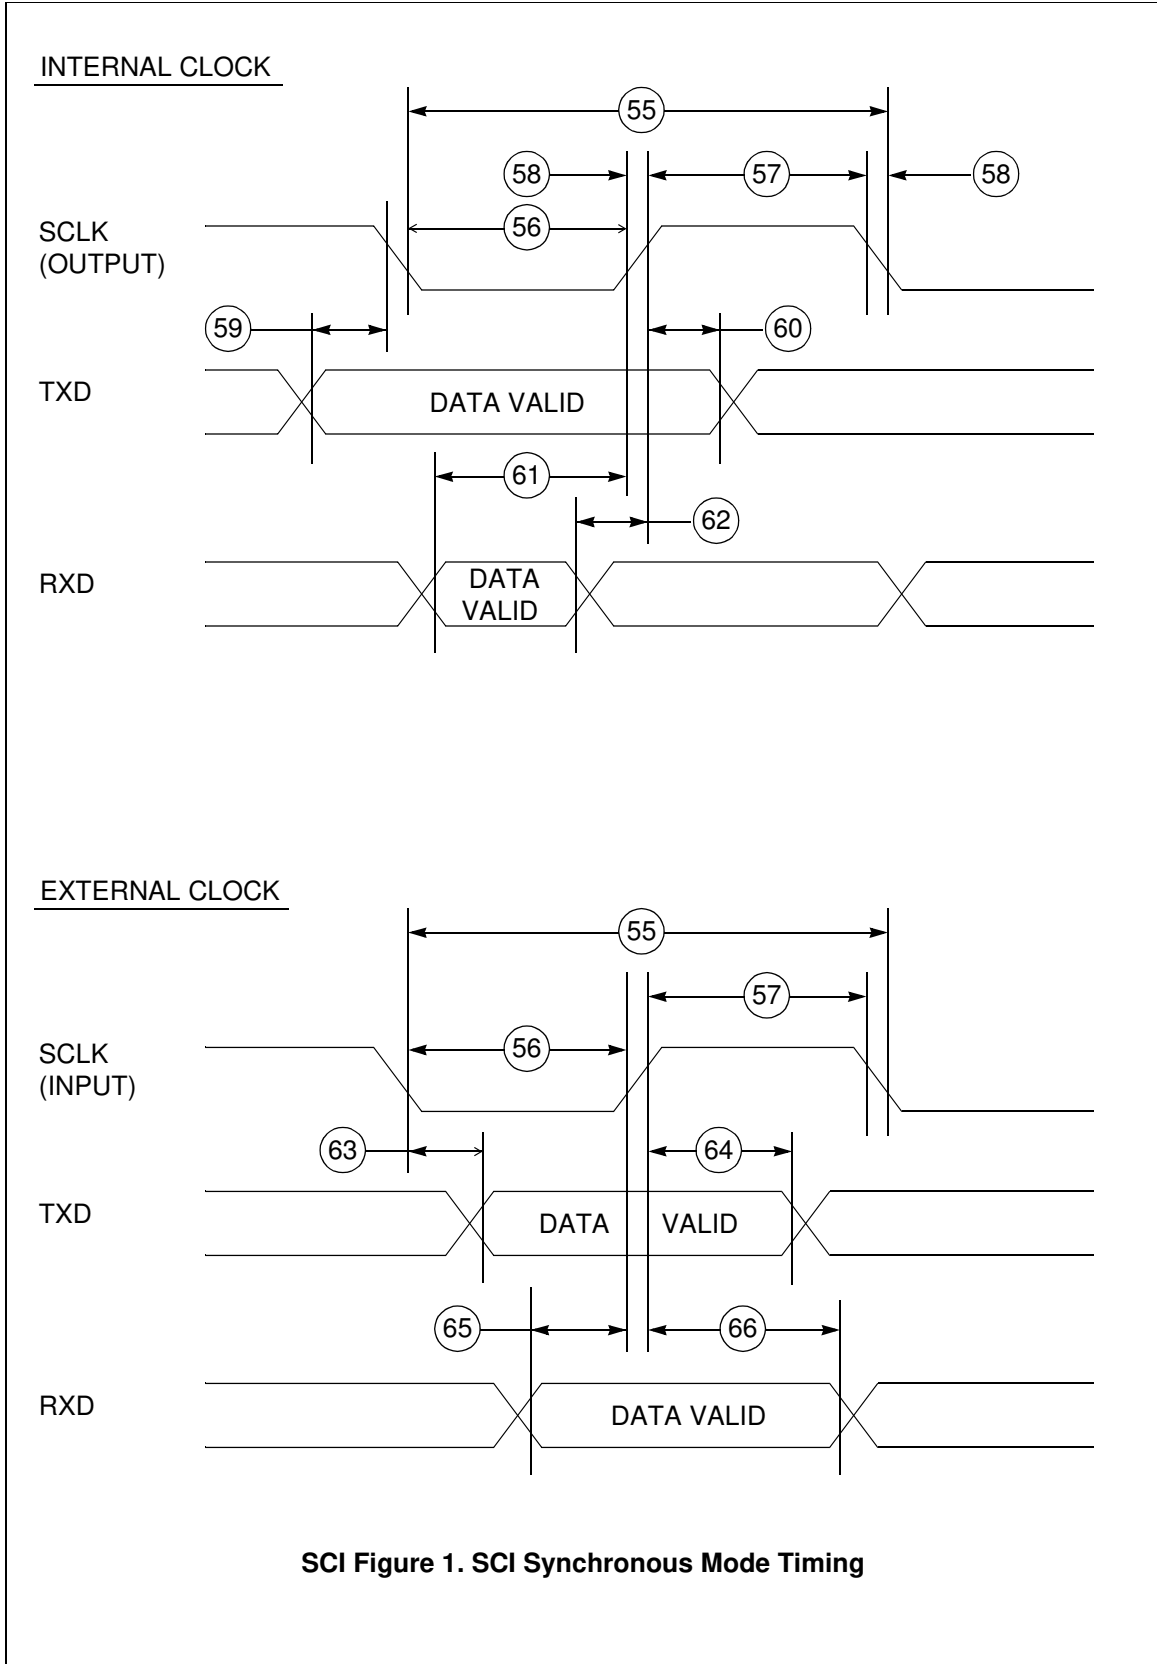 INTERNAL CLOCK
55
58
57
58
SCLK
(OUTPUT)
56
59
60
TXD
DATA VALID
61
62
RXD
DATA
VALID
EXTERNAL CLOCK
55
57
SCLK
(INPUT)
56
63
64
TXD
DATA VALID
65
66
RXD
DATA VALID
SCI Figure 1. SCI Synchronous Mode Timing